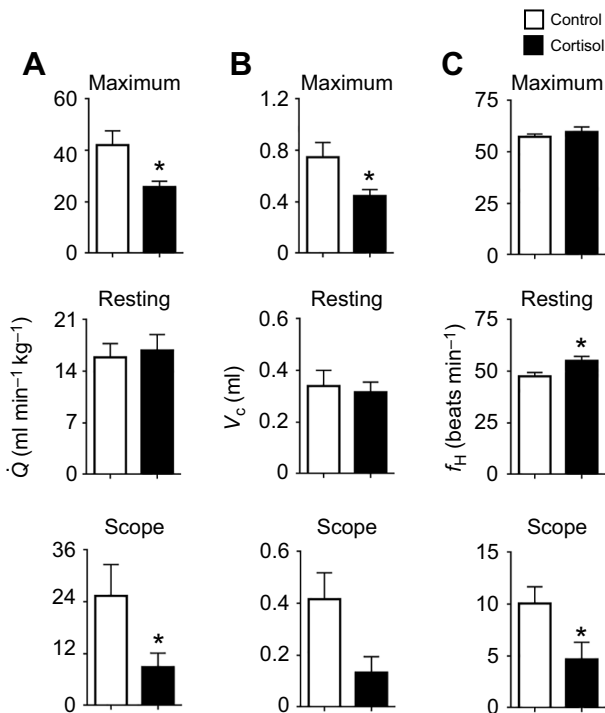 Control
Cortisol
A
B
C
Maximum
Maximum
Maximum
60
40
20
0
*
1.2
0.8
0.4
0
*
75
50
25
0
Resting
Resting
Resting
21
14
7
0
0.6
0.4
0.2
0
75
50
25
0
*
Q̇ (ml min⁻¹ kg⁻¹)
Vc (ml)
fH (beats min⁻¹)
Scope
Scope
Scope
36
24
12
0
*
0.6
0.4
0.2
0
15
10
5
0
*